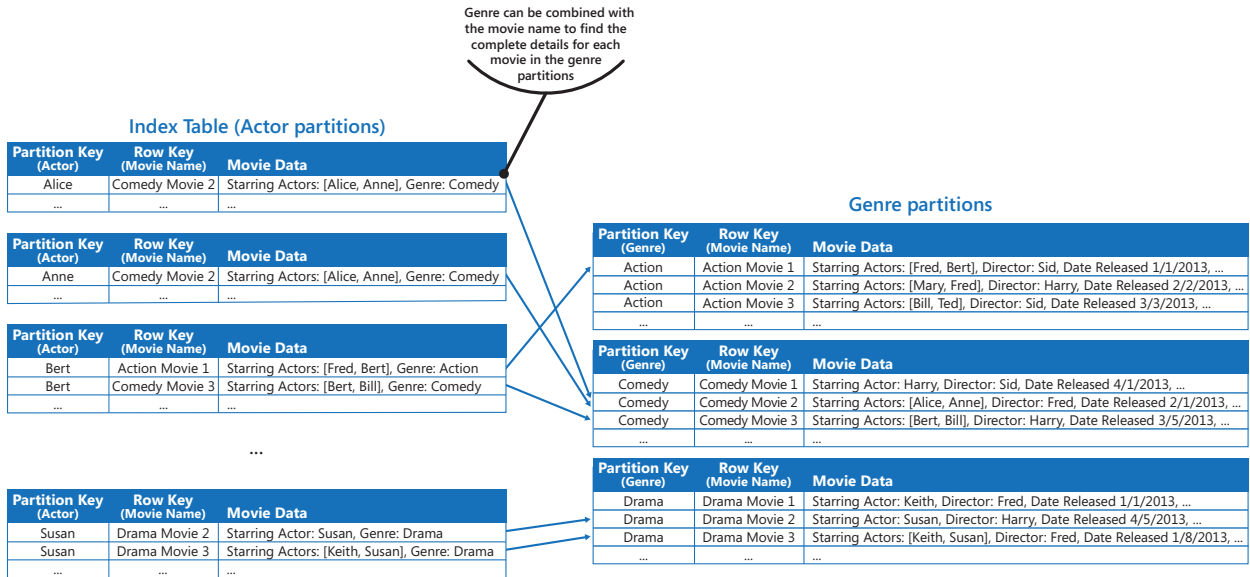 Genre can be combined with
the movie name to find the
complete details for each
movie in the genre
partitions
Index Table (Actor partitions)
Partition Key (Actor) Row Key (Movie Name) Movie Data
Alice Comedy Movie 2 Starring Actors: [Alice, Anne], Genre: Comedy
... ... ...
Partition Key (Actor) Row Key (Movie Name) Movie Data
Anne Comedy Movie 2 Starring Actors: [Alice, Anne], Genre: Comedy
... ... ...
Partition Key (Actor) Row Key (Movie Name) Movie Data
Bert Action Movie 1 Starring Actors: [Fred, Bert], Genre: Action
Bert Comedy Movie 3 Starring Actors: [Bert, Bill], Genre: Comedy
... ... ...
...
Partition Key (Actor) Row Key (Movie Name) Movie Data
Susan Drama Movie 2 Starring Actor: Susan, Genre: Drama
Susan Drama Movie 3 Starring Actors: [Keith, Susan], Genre: Drama
... ... ...
Genre partitions
Partition Key (Genre) Row Key (Movie Name) Movie Data
Action Action Movie 1 Starring Actors: [Fred, Bert], Director: Sid, Date Released 1/1/2013, ...
Action Action Movie 2 Starring Actors: [Mary, Fred], Director: Harry, Date Released 2/2/2013, ...
Action Action Movie 3 Starring Actors: [Bill, Ted], Director: Sid, Date Released 3/3/2013, ...
... ... ...
Partition Key (Genre) Row Key (Movie Name) Movie Data
Comedy Comedy Movie 1 Starring Actor: Harry, Director: Sid, Date Released 4/1/2013, ...
Comedy Comedy Movie 2 Starring Actors: [Alice, Anne], Director: Fred, Date Released 2/1/2013, ...
Comedy Comedy Movie 3 Starring Actors: [Bert, Bill], Director: Harry, Date Released 3/5/2013, ...
... ... ...
Partition Key (Genre) Row Key (Movie Name) Movie Data
Drama Drama Movie 1 Starring Actor: Keith, Director: Fred, Date Released 1/1/2013, ...
Drama Drama Movie 2 Starring Actor: Susan, Director: Harry, Date Released 4/5/2013, ...
Drama Drama Movie 3 Starring Actors: [Keith, Susan], Director: Fred, Date Released 1/8/2013, ...
... ... ...